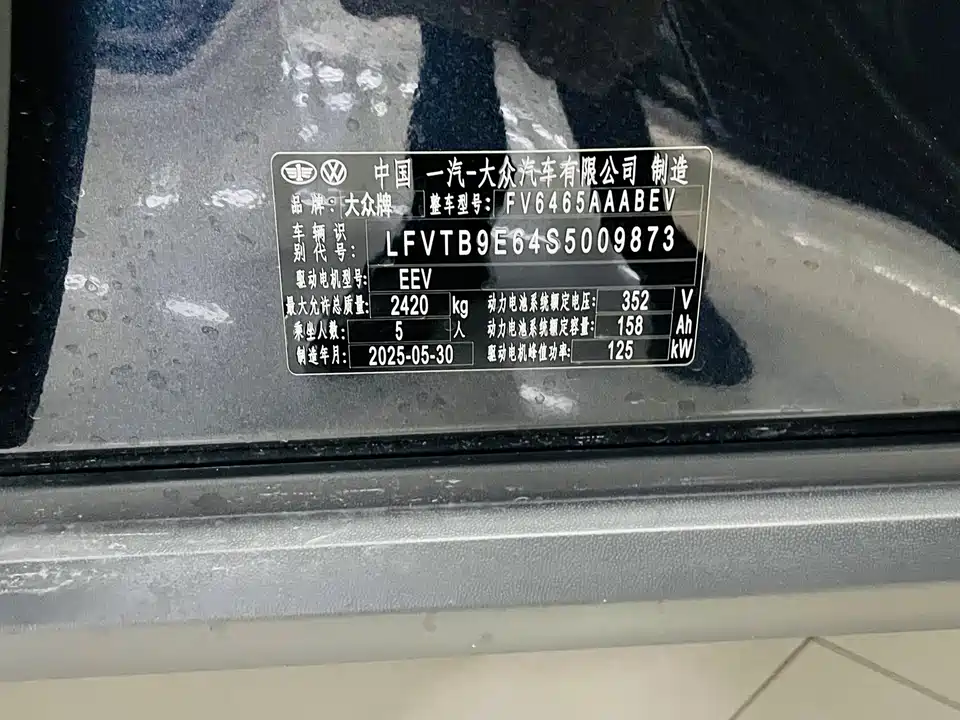 中国 一汽-大众汽车有限公司 制造
品 牌: 大众牌 整车型号: FV6465AAABEV
车辆识别代号: LFVTB9E64S5009873
驱动电机型号: EEV
最大允许总质量: 2420 kg 动力电池系统额定电压: 352 V
乘坐人数: 5 人 动力电池系统额定容量: 158 Ah
制造年月: 2025-05-30 驱动电机峰值功率: 125 kW